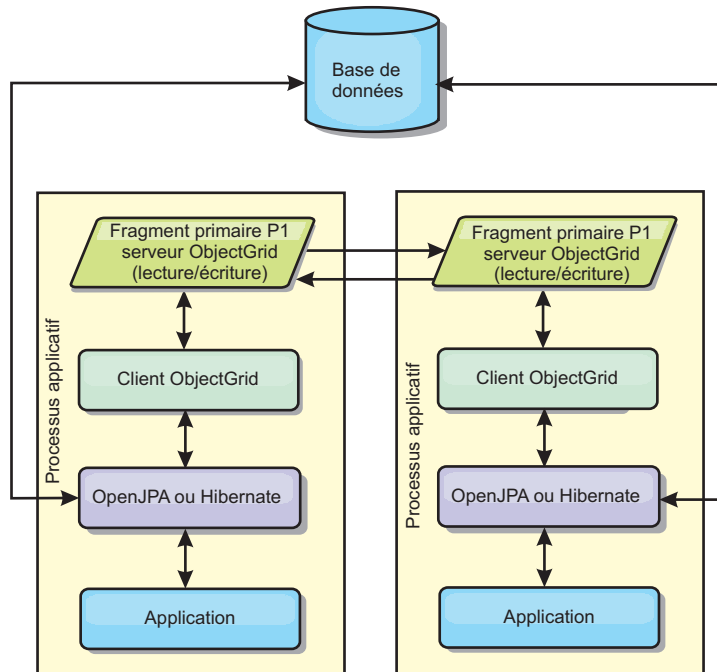 Base de
données
Fragment primaire P1
serveur ObjectGrid
(lecture/écriture)
Client ObjectGrid
OpenJPA ou Hibernate
Application
Processus applicatif
Fragment primaire P1
serveur ObjectGrid
(lecture/écriture)
Client ObjectGrid
OpenJPA ou Hibernate
Application
Processus applicatif